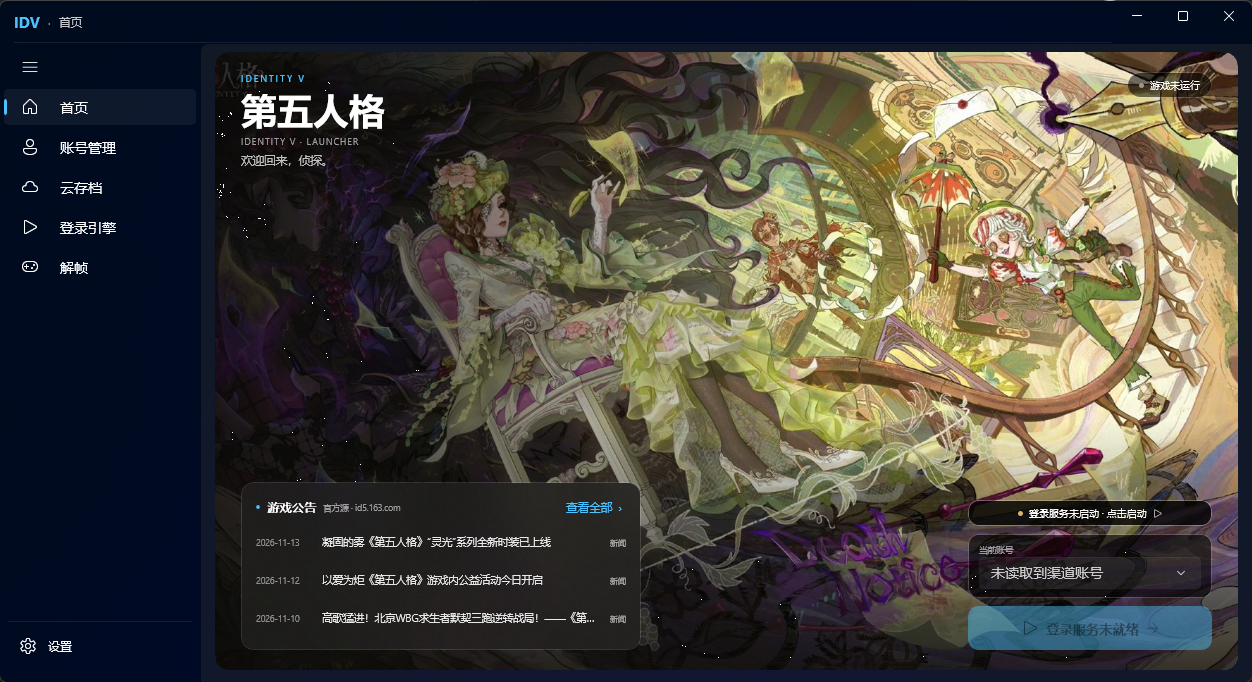 IDV · 首页
首页
账号管理
云存档
登录引擎
解帧
设置
IDENTITY V
第五人格
IDENTITY V · LAUNCHER
欢迎回来，侦探。
游戏未运行
游戏公告 官方源 · id5.163.com 查看全部 ›
2026-11-13 凝固的雾《第五人格》“灵光”系列全新时装已上线 新闻
2026-11-12 以爱为炬《第五人格》游戏内公益活动今日开启 新闻
2026-11-10 高歌猛进！北京WBG求生者默契三跑逆转战局！——《第... 新闻
Death
Notice
登录服务未启动 · 点击启动
当前账号
未读取到渠道账号
登录服务未就绪